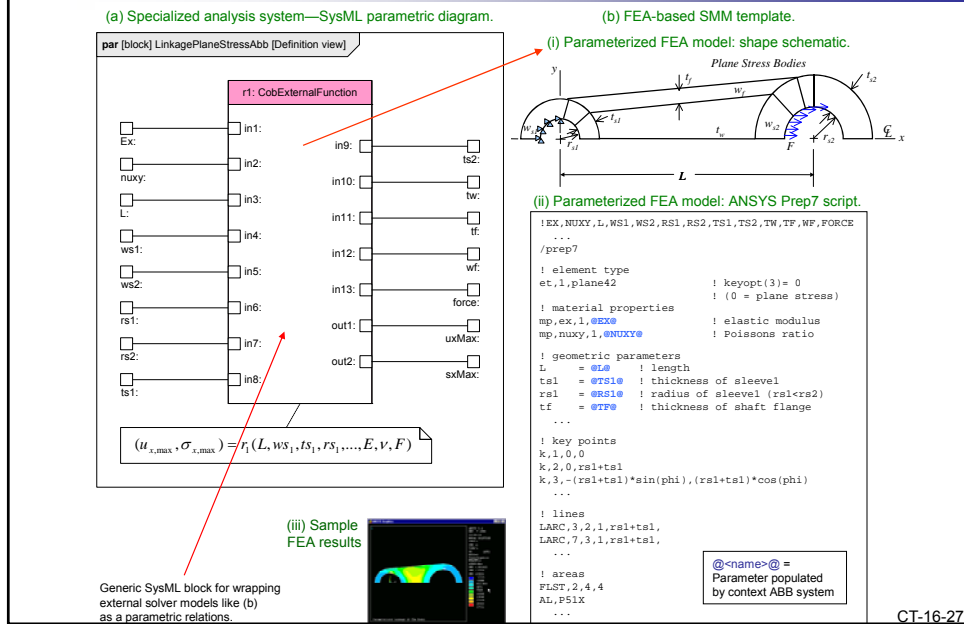 (a) Specialized analysis system—SysML parametric diagram.
par [block] LinkagePlaneStressAbb [Definition view]
r1: CobExternalFunction
in1:
Ex:
in2:
nuxy:
in3:
L:
in4:
ws1:
in5:
ws2:
in6:
rs1:
in7:
rs2:
in8:
ts1:
in9:
ts2:
in10:
tw:
in11:
tf:
in12:
wf:
in13:
force:
out1:
uxMax:
out2:
sxMax:
(u x,max , σ x,max ) = r1 (L, ws1 , ts1 , rs1 ,..., E, ν, F)
Generic SysML block for wrapping
external solver models like (b)
as a parametric relations.
(b) FEA-based SMM template.
(i) Parameterized FEA model: shape schematic.
Plane Stress Bodies
y
tf
ts2
wf
ts1
ws2
tw
rs1
F
rs2
x
L
(ii) Parameterized FEA model: ANSYS Prep7 script.
!EX,NUXY,L,WS1,WS2,RS1,RS2,TS1,TS2,TW,TF,WF,FORCE
...
/prep7
! element type
et,1,plane42 ! keyopt(3)= 0
! (0 = plane stress)
! material properties
mp,ex,1,@EX@ ! elastic modulus
mp,nuxy,1,@NUXY@ ! Poissons ratio
! geometric parameters
L = @L@ ! length
ts1 = @TS1@ ! thickness of sleeve1
rs1 = @RS1@ ! radius of sleeve1 (rs1<rs2)
tf = @TF@ ! thickness of shaft flange
...
! key points
k,1,0,0
k,2,0,rs1+ts1
k,3,-(rs1+ts1)*sin(phi),(rs1+ts1)*cos(phi)
...
! lines
LARC,3,2,1,rs1+ts1,
LARC,7,3,1,rs1+ts1,
...
! areas
FLST,2,4,4
AL,P51X
...
@<name>@ =
Parameter populated
by context ABB system
(iii) Sample
FEA results
CT-16-27